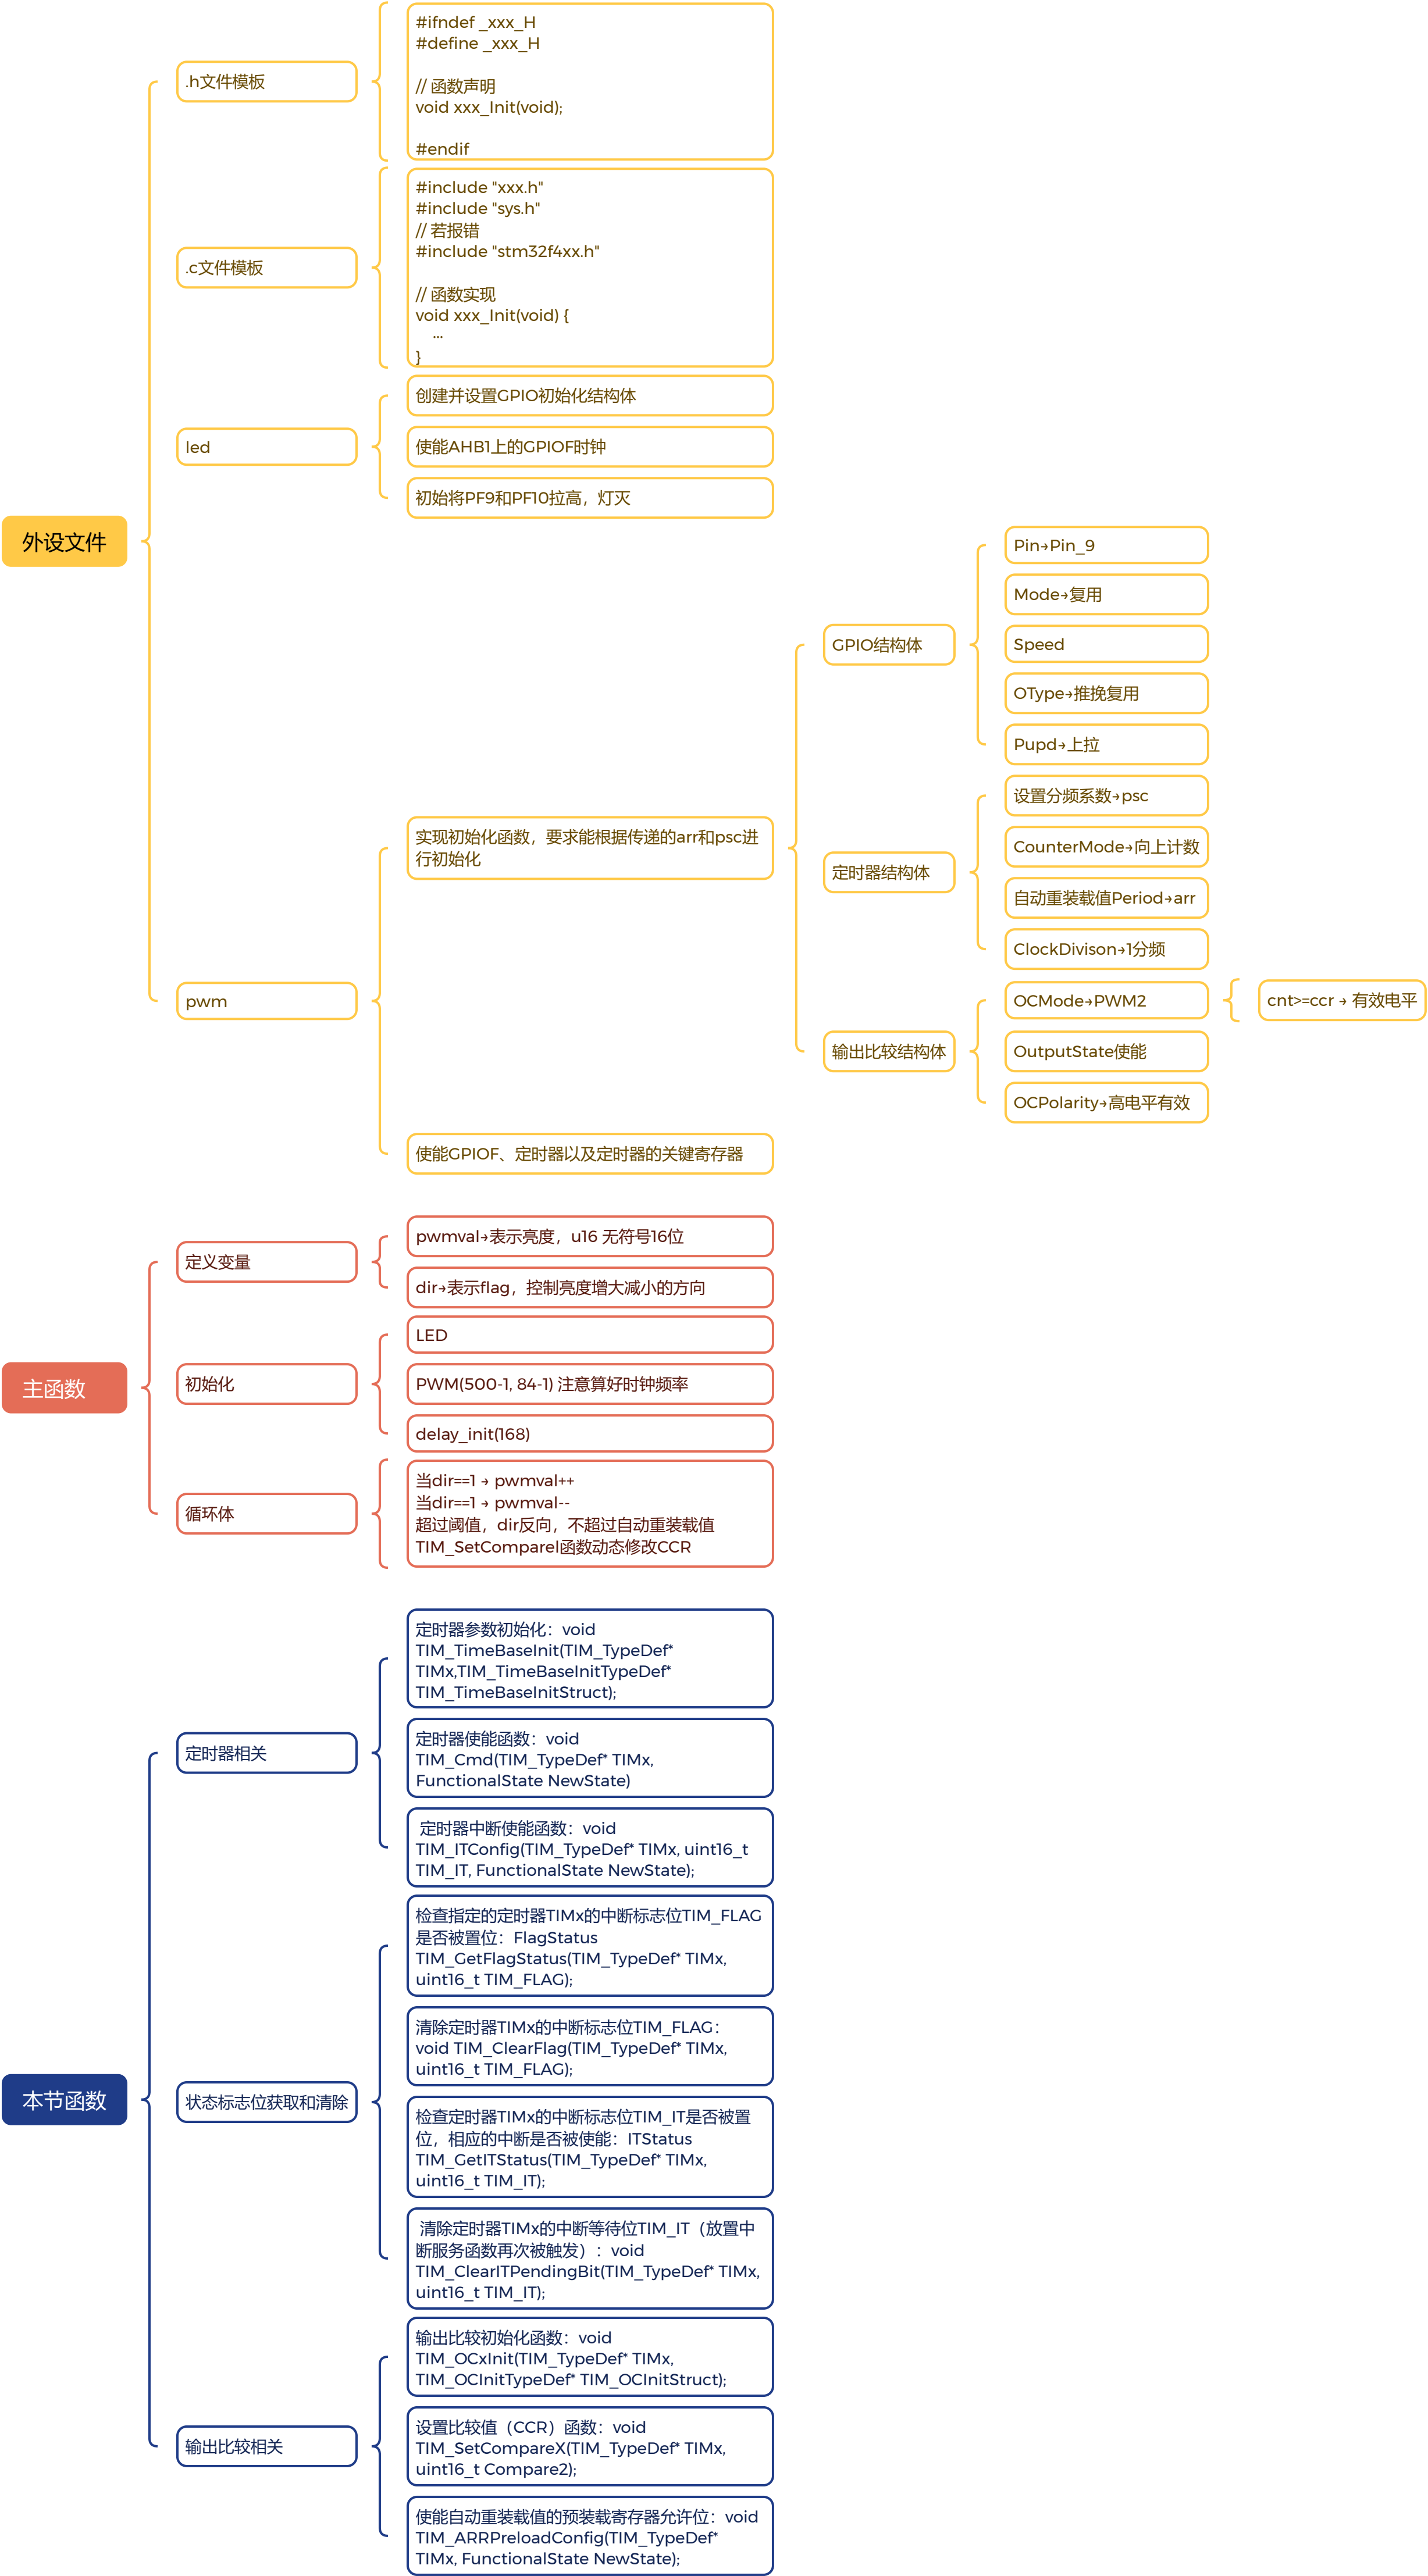 外设文件
.h文件模板
#ifndef _xxx_H
#define _xxx_H
// 函数声明
void xxx_Init(void);
#endif
.c文件模板
#include "xxx.h"
#include "sys.h"
// 若报错
#include "stm32f4xx.h"
// 函数实现
void xxx_Init(void) {
...
}
led
创建并设置GPIO初始化结构体
使能AHB1上的GPIOF时钟
初始将PF9和PF10拉高，灯灭
pwm
实现初始化函数，要求能根据传递的arr和psc进
行初始化
GPIO结构体
Pin→Pin_9
Mode→复用
Speed
OType→推挽复用
Pupd→上拉
定时器结构体
设置分频系数→psc
CounterMode→向上计数
自动重装载值Period→arr
ClockDivison→1分频
输出比较结构体
OCMode→PWM2
cnt>=ccr → 有效电平
OutputState使能
OCPolarity→高电平有效
使能GPIOF、定时器以及定时器的关键寄存器
主函数
定义变量
pwmval→表示亮度，u16 无符号16位
dir→表示flag，控制亮度增大减小的方向
初始化
LED
PWM(500-1, 84-1) 注意算好时钟频率
delay_init(168)
循环体
当dir==1 → pwmval++
当dir==1 → pwmval--
超过阈值，dir反向，不超过自动重装载值
TIM_SetComparel函数动态修改CCR
本节函数
定时器相关
定时器参数初始化：void
TIM_TimeBaseInit(TIM_TypeDef*
TIMx,TIM_TimeBaseInitTypeDef*
TIM_TimeBaseInitStruct);
定时器使能函数：void
TIM_Cmd(TIM_TypeDef* TIMx,
FunctionalState NewState)
定时器中断使能函数：void
TIM_ITConfig(TIM_TypeDef* TIMx, uint16_t
TIM_IT, FunctionalState NewState);
状态标志位获取和清除
检查指定的定时器TIMx的中断标志位TIM_FLAG
是否被置位：FlagStatus
TIM_GetFlagStatus(TIM_TypeDef* TIMx,
uint16_t TIM_FLAG);
清除定时器TIMx的中断标志位TIM_FLAG：
void TIM_ClearFlag(TIM_TypeDef* TIMx,
uint16_t TIM_FLAG);
检查定时器TIMx的中断标志位TIM_IT是否被置
位，相应的中断是否被使能：ITStatus
TIM_GetITStatus(TIM_TypeDef* TIMx,
uint16_t TIM_IT);
清除定时器TIMx的中断等待位TIM_IT（放置中
断服务函数再次被触发）：void
TIM_ClearITPendingBit(TIM_TypeDef* TIMx,
uint16_t TIM_IT);
输出比较相关
输出比较初始化函数：void
TIM_OCxInit(TIM_TypeDef* TIMx,
TIM_OCInitTypeDef* TIM_OCInitStruct);
设置比较值（CCR）函数：void
TIM_SetCompareX(TIM_TypeDef* TIMx,
uint16_t Compare2);
使能自动重装载值的预装载寄存器允许位：void
TIM_ARRPreloadConfig(TIM_TypeDef*
TIMx, FunctionalState NewState);